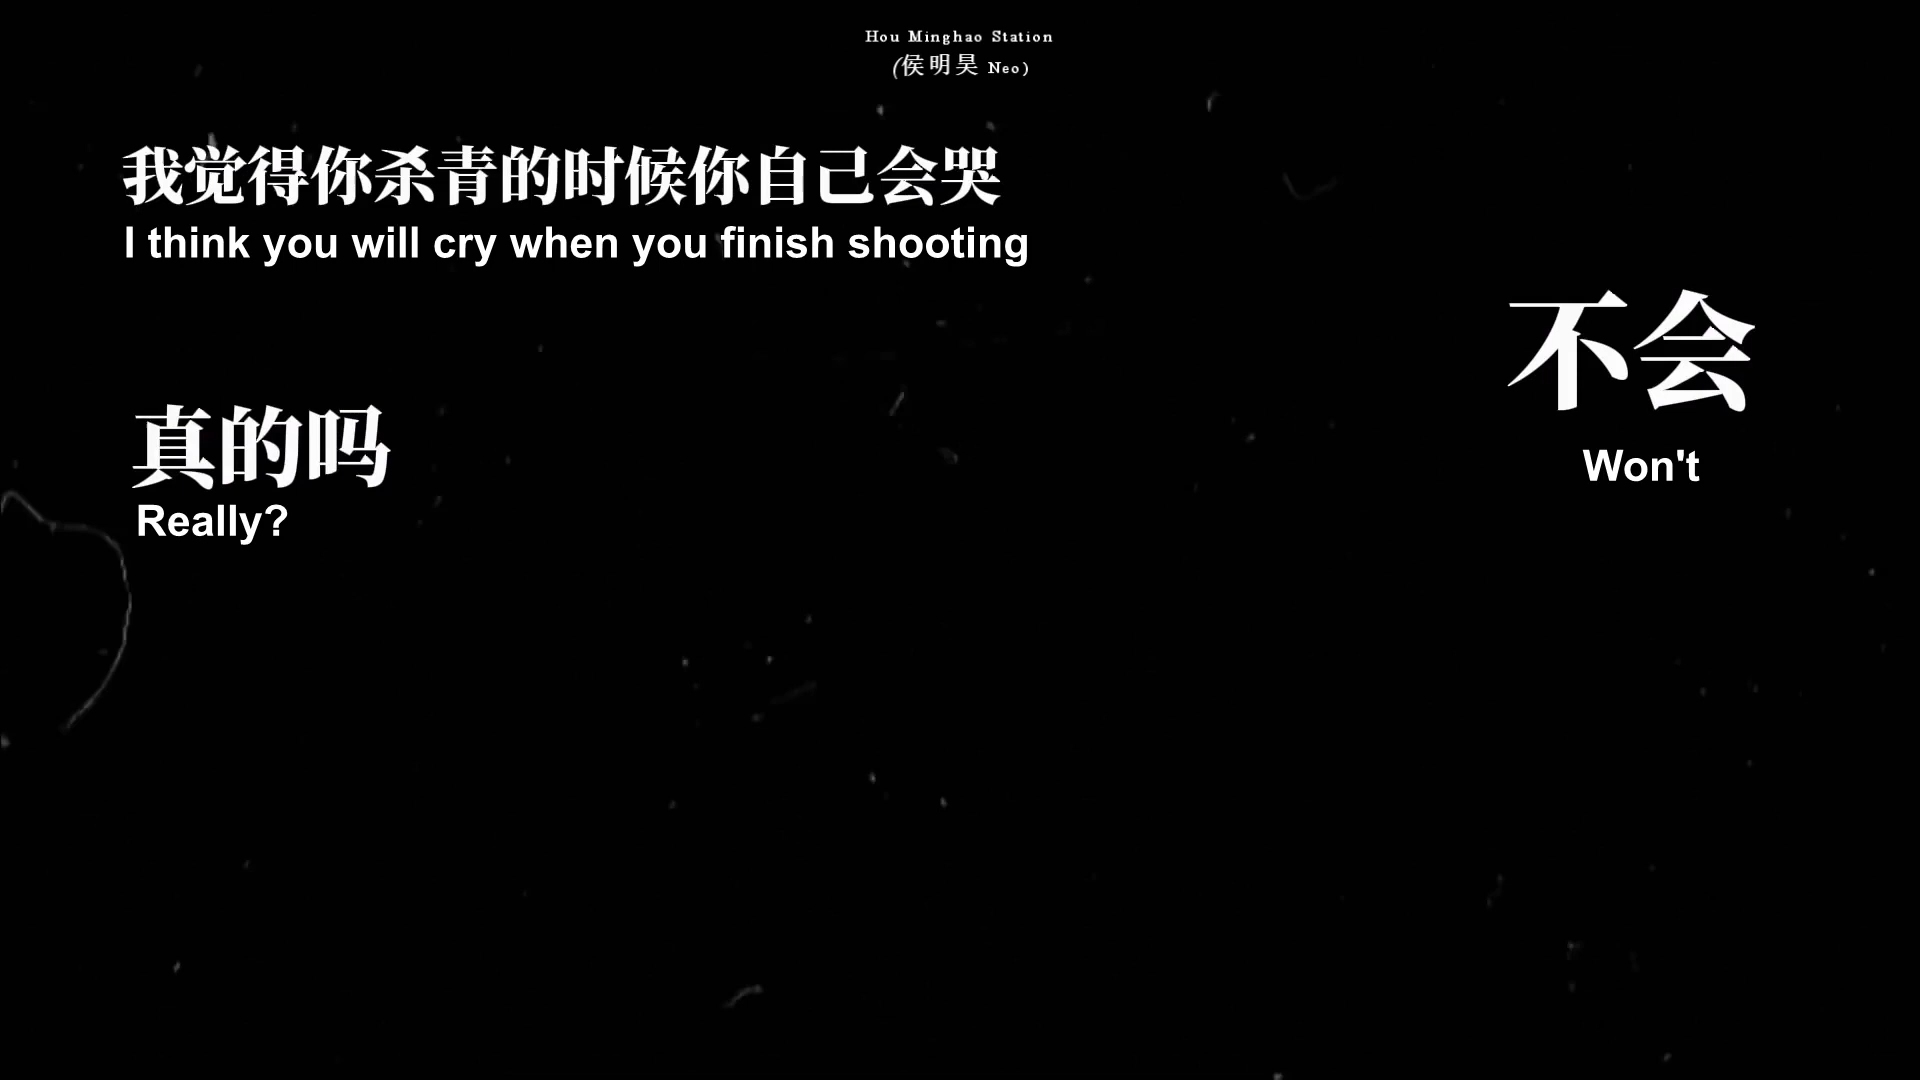 Hou Minghao Station
(侯明昊 Neo)
我觉得你杀青的时候你自己会哭
I think you will cry when you finish shooting
不会
Won't
真的吗
Really?